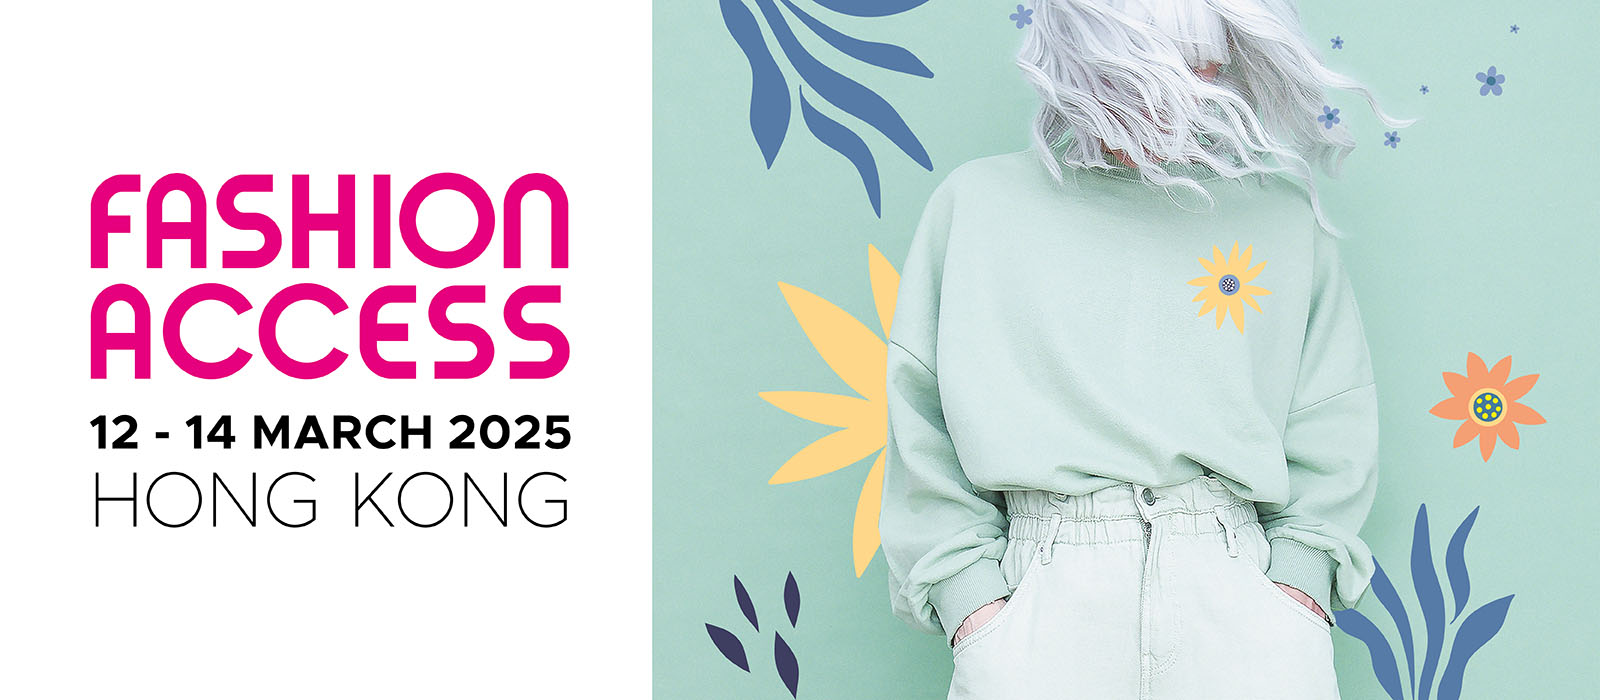 FASHION
ACCESS
12 - 14 MARCH 2025
HONG KONG